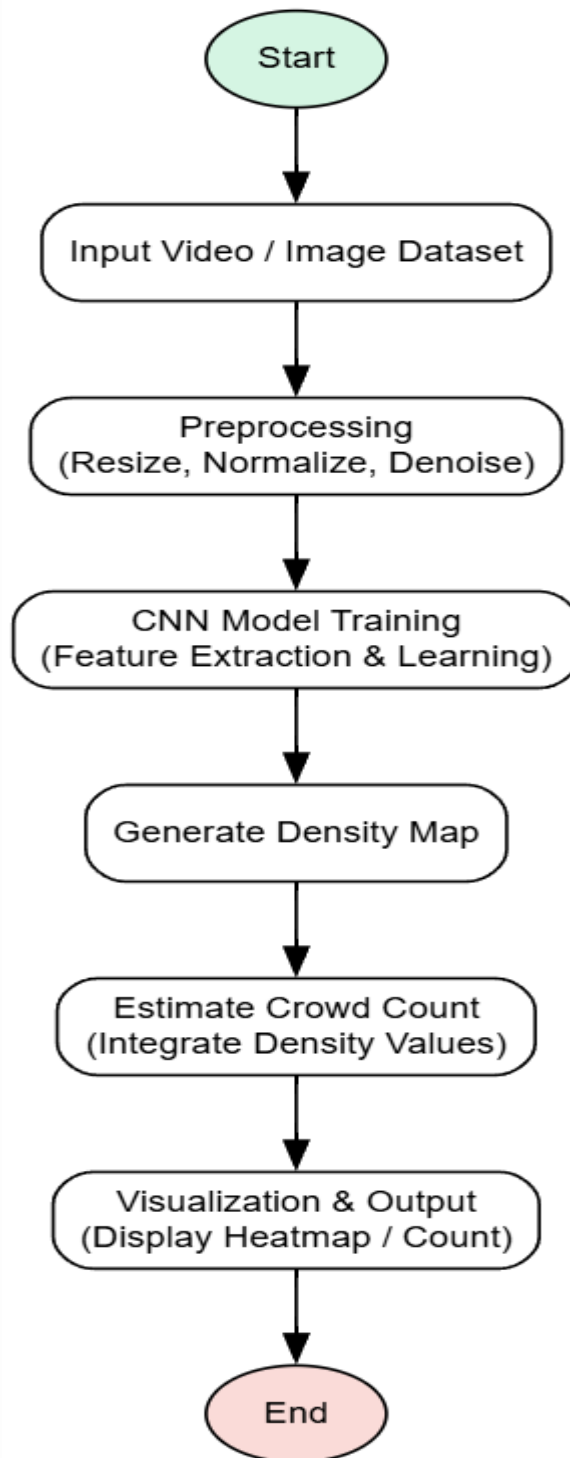 Start
Input Video / Image Dataset
Preprocessing
(Resize, Normalize, Denoise)
CNN Model Training
(Feature Extraction & Learning)
Generate Density Map
Estimate Crowd Count
(Integrate Density Values)
Visualization & Output
(Display Heatmap / Count)
End